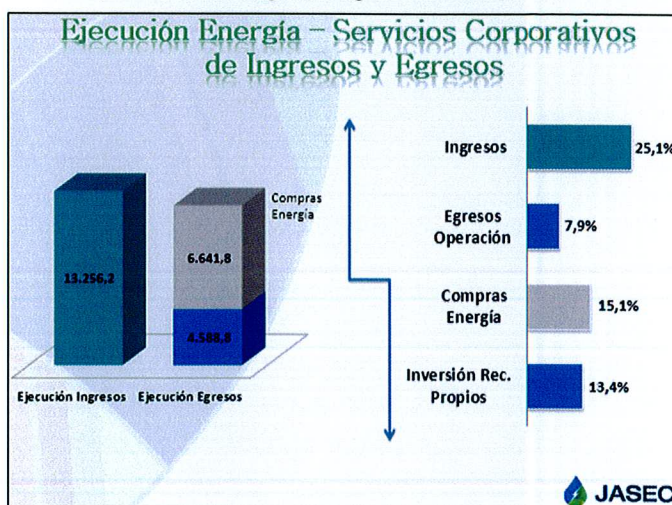 Ejecución Energía – Servicios Corporativos
de Ingresos y Egresos
Compras
Energía
13.256,2
6.641,8
4.588,8
Ejecución Ingresos
Ejecución Egresos
Ingresos
25,1%
Egresos
Operación
7,9%
Compras
Energía
15,1%
Inversión Rec.
Propios
13,4%
JASEC